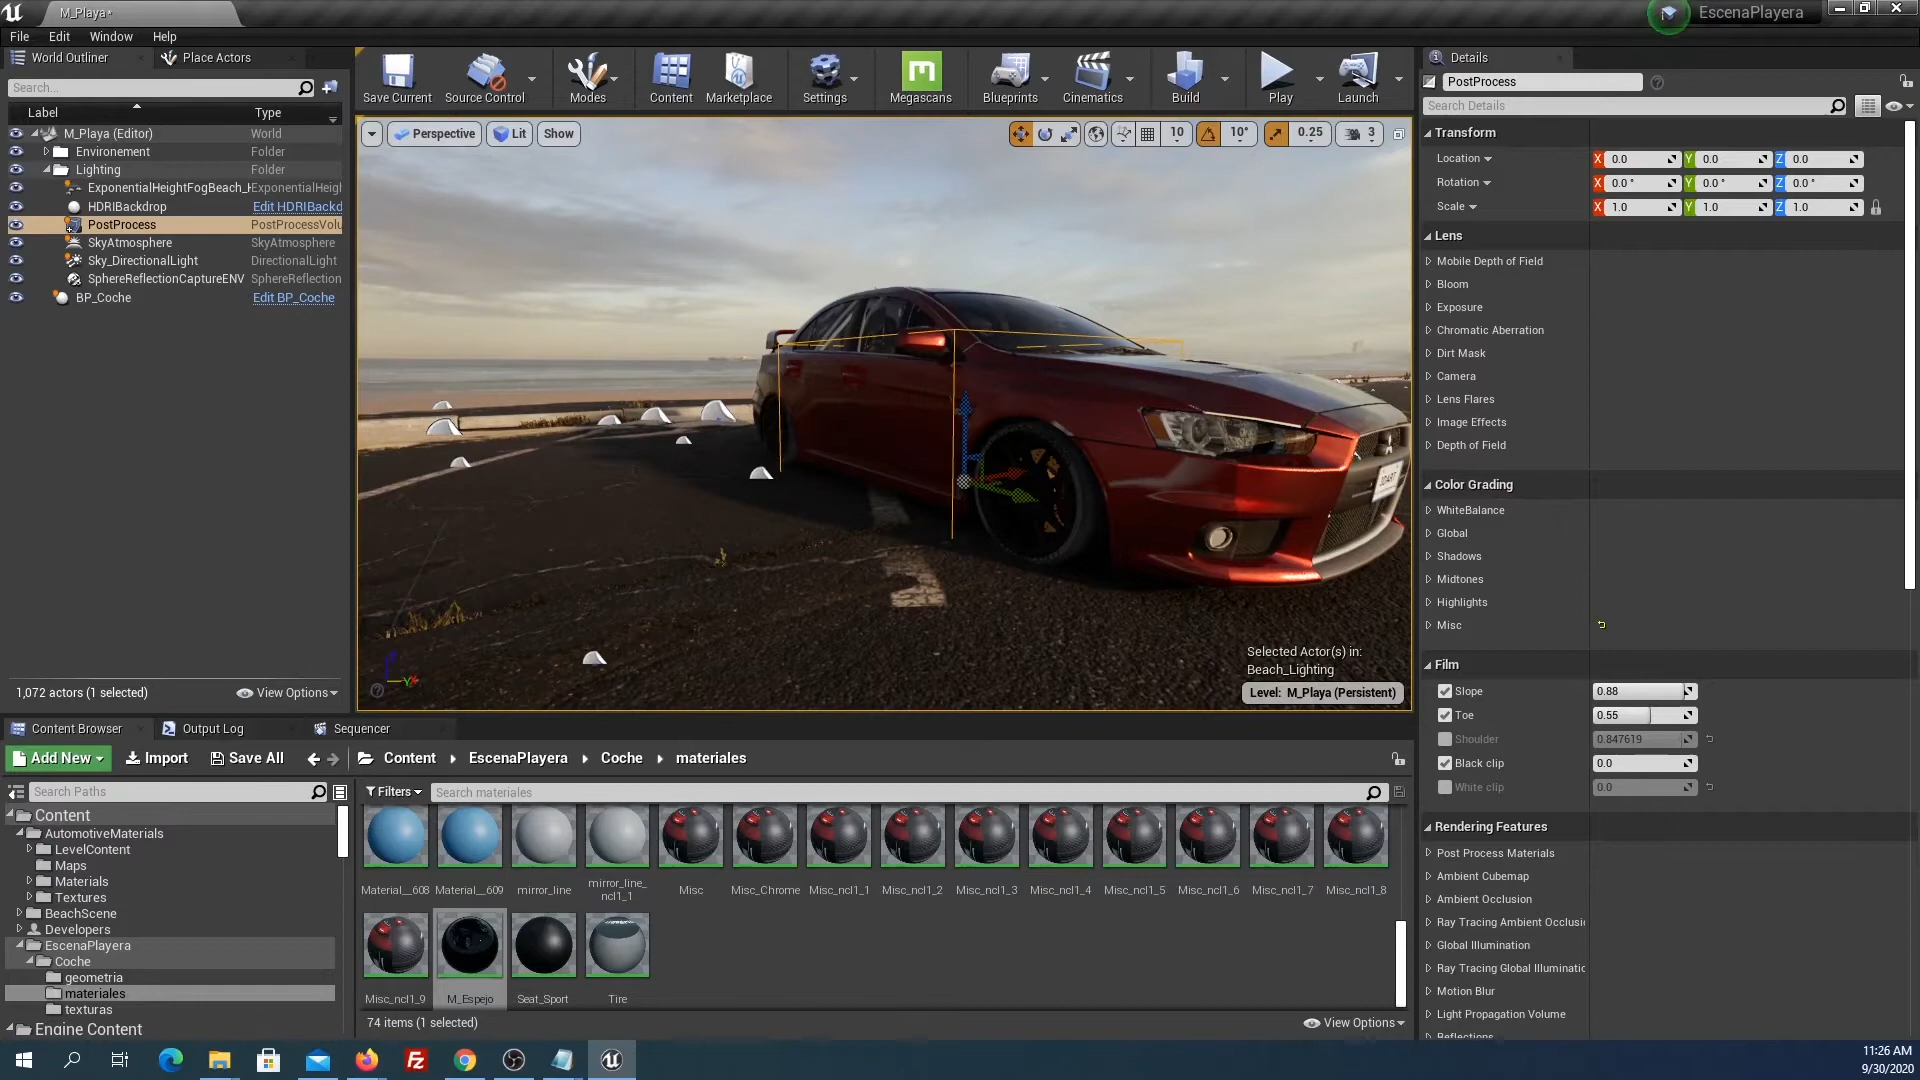 M_Playa*
EscenaPlayera
File Edit Window Help
World Outliner
Place Actors
Search...
Label Type
M_Playa (Editor) World
Environement Folder
Lighting Folder
ExponentialHeightFogBeach_ ExponentialHeigh
HDRIBackdrop Edit HDRIBackd
PostProcess PostProcessVolu
SkyAtmosphere SkyAtmosphere
Sky_DirectionalLight DirectionalLight
SphereReflectionCaptureENV SphereReflection
BP_Coche Edit BP_Coche
1,072 actors (1 selected)
View Options
Save Current Source Control Modes Content Marketplace Settings Megascans Blueprints Cinematics Build Play Launch
Perspective Lit Show
10 10° 0.25 3
Selected Actor(s) in:
Beach_Lighting
Level: M_Playa (Persistent)
Details
PostProcess
Search Details
Transform
Location X 0.0 Y 0.0 Z 0.0
Rotation X 0.0 ° Y 0.0 ° Z 0.0 °
Scale X 1.0 Y 1.0 Z 1.0
Lens
Mobile Depth of Field
Bloom
Exposure
Chromatic Aberration
Dirt Mask
Camera
Lens Flares
Image Effects
Depth of Field
Color Grading
WhiteBalance
Global
Shadows
Midtones
Highlights
Misc
Film
Slope 0.88
Toe 0.55
Shoulder 0.847619
Black clip 0.0
White clip 0.0
Rendering Features
Post Process Materials
Ambient Cubemap
Ambient Occlusion
Ray Tracing Ambient Occlusio
Global Illumination
Ray Tracing Global Illuminatio
Motion Blur
Light Propagation Volume
Reflections
Content Browser
Output Log
Sequencer
Add New Import Save All
Content EscenaPlayera Coche materiales
Search Paths
Filters
Search materiales
Content
AutomotiveMaterials
LevelContent
Maps
Materials
Textures
BeachScene
Developers
EscenaPlayera
Coche
geometria
materiales
texturas
Engine Content
Material__608 Material__609 mirror_line mirror_line_ncl1_1 Misc Misc_Chrome Misc_ncl1_1 Misc_ncl1_2 Misc_ncl1_3 Misc_ncl1_4 Misc_ncl1_5 Misc_ncl1_6 Misc_ncl1_7 Misc_ncl1_8
Misc_ncl1_9 M_Espejo Seat_Sport Tire
74 items (1 selected)
View Options
11:26 AM
9/30/2020